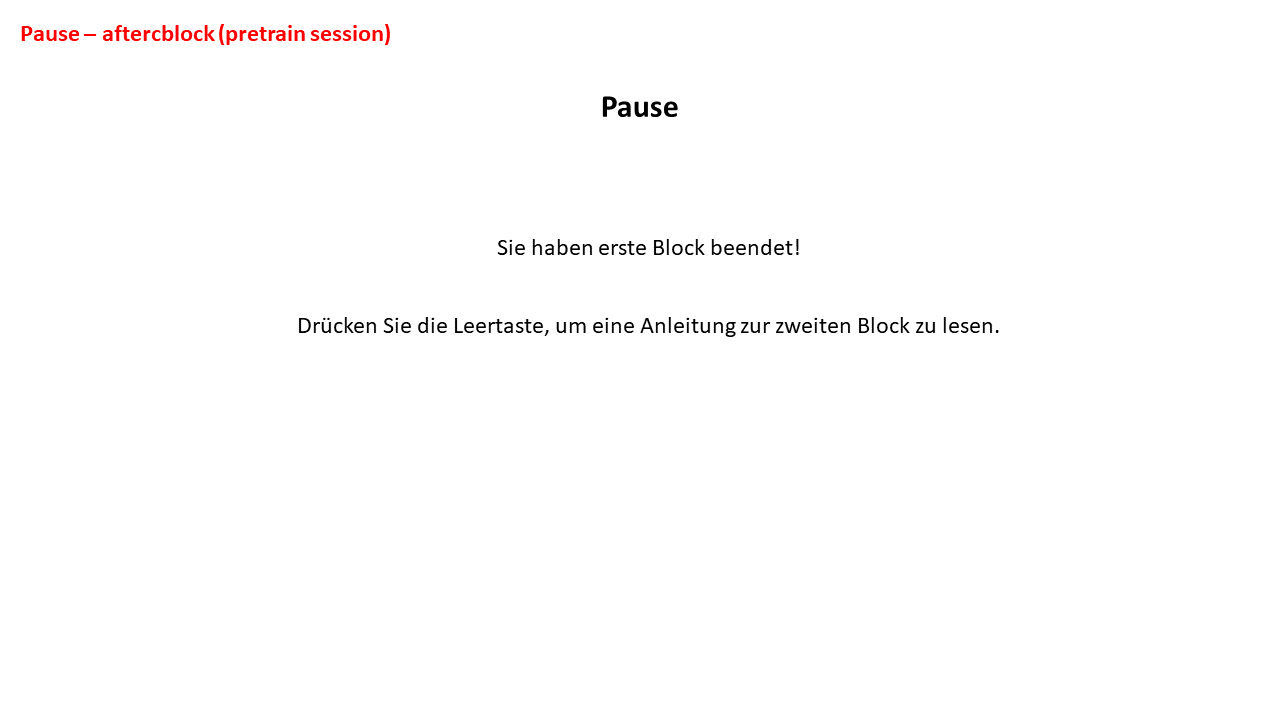 Pause – aftercblock (pretrain session)
Pause
Sie haben erste Block beendet!
Drücken Sie die Leertaste, um eine Anleitung zur zweiten Block zu lesen.